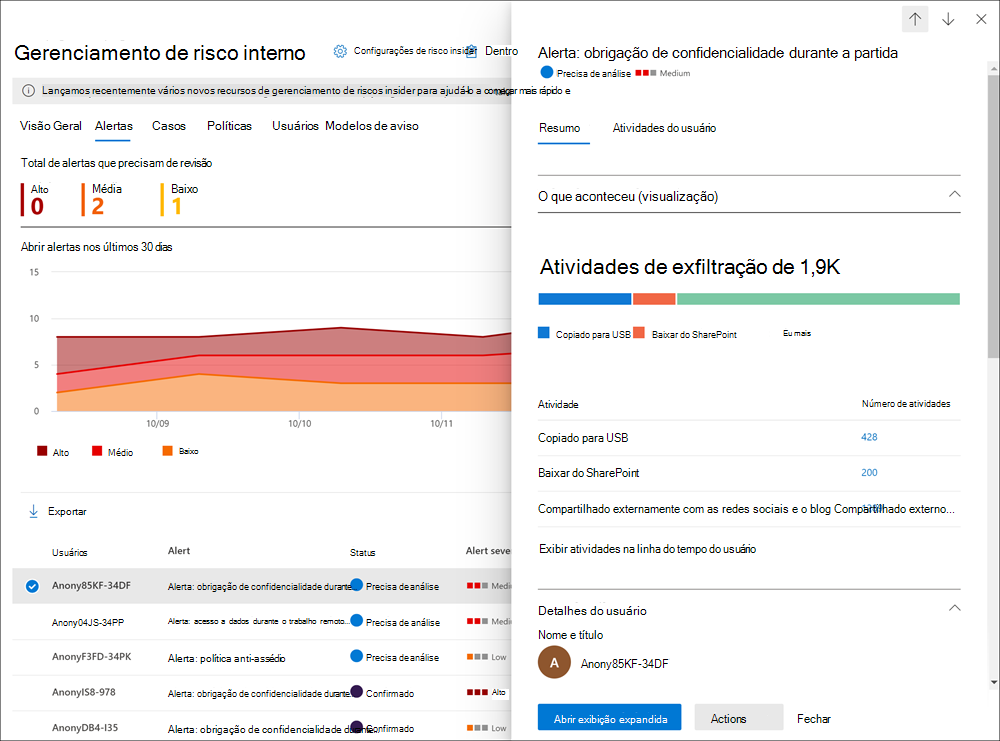 Gerenciamento de risco interno
Configurações de risco insider
Dentro
Lançamos recentemente vários novos recursos de gerenciamento de riscos insider para ajudá-lo a começar mais rápido e
Visão Geral Alertas Casos Políticas Usuários Modelos de aviso
Total de alertas que precisam de revisão
Alto Média Baixo
0 2 1
Abrir alertas nos últimos 30 dias
15
10
5
0
10/09 10/10 10/11
Alto Médio Baixo
Exportar
Usuários Alert Status Alert seve
Anony85KF-34DF Alerta: obrigação de confidencialidade durante... Precisa de análise Mediu
Anony04JS-34PP Alerta: acesso a dados durante o trabalho remoto... Precisa de análise Mediu
AnonyF3FD-34PK Alerta: política anti-assédio Precisa de análise Low
AnonyIS8-978 Alerta: obrigação de confidencialidade durante... Confirmado Alto
AnonyDB4-I35 Alerta: obrigação de confidencialidade durante... Confirmado Low
Alerta: obrigação de confidencialidade durante a partida
Precisa de análise Medium
Resumo Atividades do usuário
O que aconteceu (visualização)
Atividades de exfiltração de 1,9K
Copiado para USB Baixar do SharePoint Eu mais
Atividade Número de atividades
Copiado para USB 428
Baixar do SharePoint 200
Compartilhado externamente com as redes sociais e o blog Compartilhado externo...
Exibir atividades na linha do tempo do usuário
Detalhes do usuário
Nome e título
A Anony85KF-34DF
Abrir exibição expandida Actions Fechar